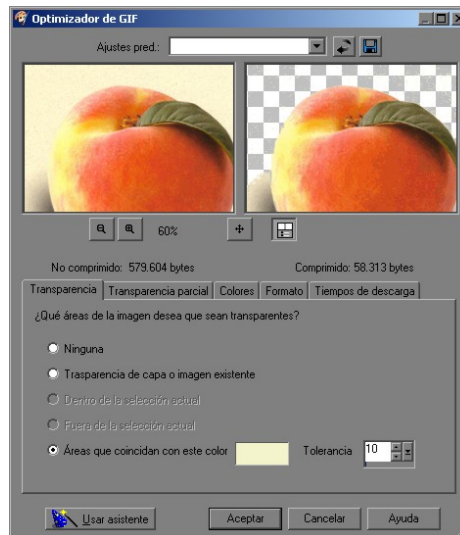 Optimizador de GIF
Ajustes pred.:
60%
No comprimido: 579.604 bytes Comprimido: 58.313 bytes
Transparencia Transparencia parcial Colores Formato Tiempos de descarga
¿Qué áreas de la imagen desea que sean transparentes?
Ninguna
Trasparencia de capa o imagen existente
Dentro de la selección actual
Fuera de la selección actual
Áreas que coincidan con este color Tolerancia 10
Usar asistente Aceptar Cancelar Ayuda